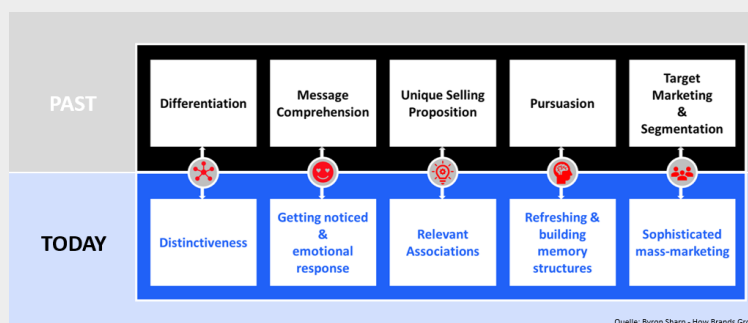 PAST
Differentiation
Message
Comprehension
Unique Selling
Proposition
Pursuasion
Target
Marketing
&
Segmentation
TODAY
Distinctiveness
Getting noticed
&
emotional
response
Relevant
Associations
Refreshing &
building
memory
structures
Sophisticated
mass-marketing
Quelle: Byron Sharp - How Brands Gro